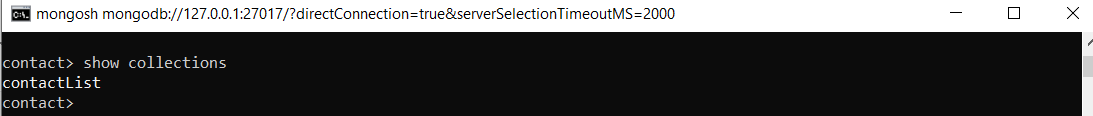 C:\.
mongosh mongodb://127.0.0.1:27017/?directConnection=true&serverSelectionTimeoutMS=2000
contact> show collections
contactList
contact>